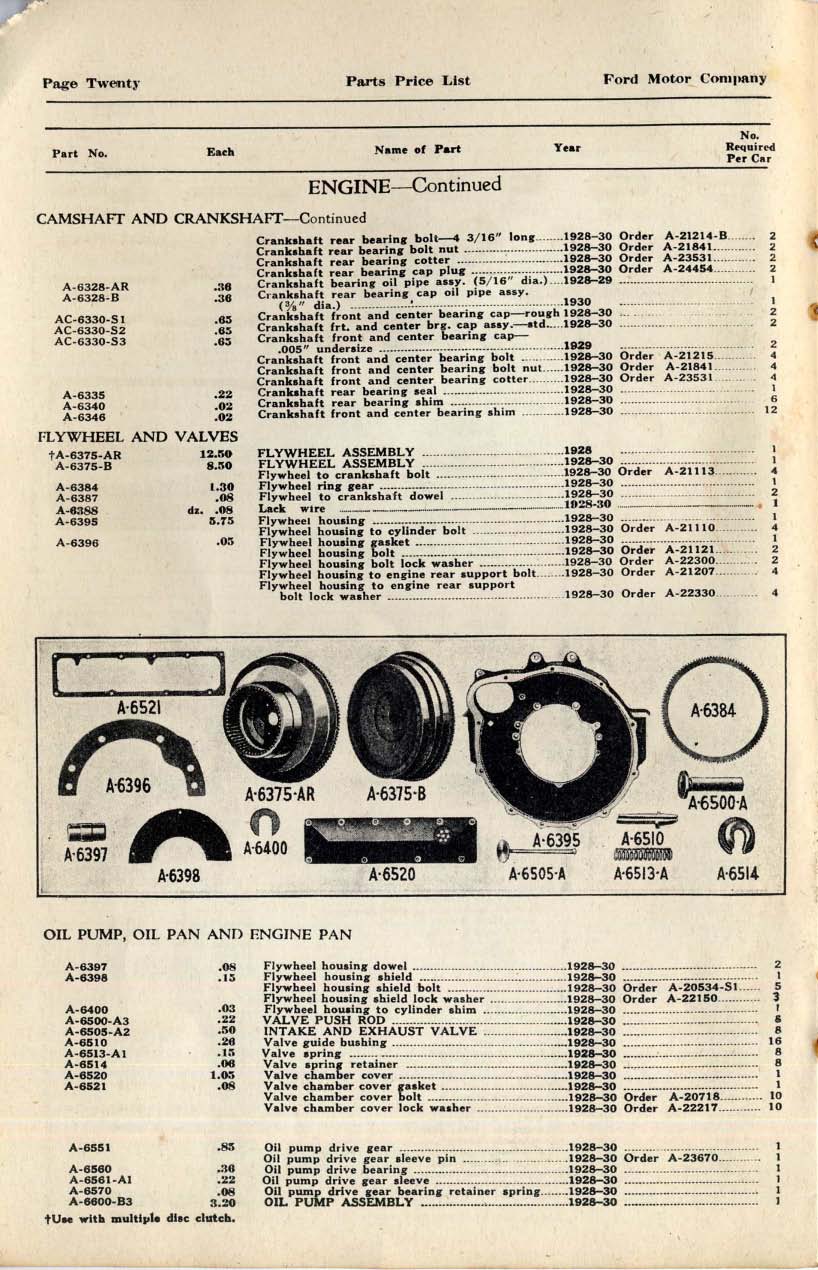 Page Twenty Parts Price List Ford Motor Company
No.
Part No. Each Name of Part Year Required
Per Car
ENGINE—Continued
CAMSHAFT AND CRANKSHAFT—Continued
Crankshaft rear bearing bolt—4 3/16" long 1928-30 Order A-21214-B 2
Crankshaft rear bearing bolt nut 1928-30 Order A-21841 2
Crankshaft rear bearing cotter 1928-30 Order A-23531 2
Crankshaft rear bearing cap plug 1928-30 Order A-24454 2
A-6328-AR .36 Crankshaft bearing oil pipe assy. (5/16" dia.) 1928-29 1
A-6328-B .36 Crankshaft rear bearing cap oil pipe assy.
(⅜" dia.) 1930 1
Crankshaft front and center bearing cap—rough 1928-30 2
AC-6330-S1 .65
AC-6330-S2 .65 Crankshaft frt. and center brg. cap assy.—std. 1928-30 2
AC-6330-S3 .65 Crankshaft front and center bearing cap—
.005" undersize 1929 2
Crankshaft front and center bearing bolt 1928-30 Order A-21215 4
Crankshaft front and center bearing bolt nut 1928-30 Order A-21841 4
Crankshaft front and center bearing cotter 1928-30 Order A-23531 4
A-6335 .22 Crankshaft rear bearing seal 1928-30 1
A-6340 .02 Crankshaft rear bearing shim 1928-30 6
A-6346 .02 Crankshaft front and center bearing shim 1928-30 12
FLYWHEEL AND VALVES
†A-6375-AR 12.50 FLYWHEEL ASSEMBLY 1928 1
A-6375-B 8.50 FLYWHEEL ASSEMBLY 1928-30 1
Flywheel to crankshaft bolt 1928-30 Order A-21113 4
A-6384 1.30 Flywheel ring gear 1928-30 1
A-6387 .08 Flywheel to crankshaft dowel 1928-30 2
A-6388 dz. .08 Lack wire 1928-30 1
A-6395 5.75 Flywheel housing 1928-30 1
Flywheel housing to cylinder bolt 1928-30 Order A-21110 4
A-6396 .05 Flywheel housing gasket 1928-30 1
Flywheel housing bolt 1928-30 Order A-21121 2
Flywheel housing bolt lock washer 1928-30 Order A-22300 2
Flywheel housing to engine rear support bolt 1928-30 Order A-21207 4
Flywheel housing to engine rear support
bolt lock washer 1928-30 Order A-22330 4
A-6521
A-6384
A-6396 A-6375-AR A-6375-B A-6500-A
A-6397 A-6400 A-6395 A-6510
A-6398 A-6520 A-6505-A A-6513-A A-6514
OIL PUMP, OIL PAN AND ENGINE PAN
A-6397 .08 Flywheel housing dowel 1928-30 2
A-6398 .15 Flywheel housing shield 1928-30 1
Flywheel housing shield bolt 1928-30 Order A-20534-S1 5
Flywheel housing shield lock washer 1928-30 Order A-22150 3
A-6400 .03 Flywheel housing to cylinder shim 1928-30 1
A-6500-A3 .22 VALVE PUSH ROD 1928-30 8
A-6505-A2 .50 INTAKE AND EXHAUST VALVE 1928-30 8
A-6510 .26 Valve guide bushing 1928-30 16
A-6513-A1 .15 Valve spring 1928-30 8
A-6514 .06 Valve spring retainer 1928-30 8
A-6520 1.05 Valve chamber cover 1928-30 1
A-6521 .08 Valve chamber cover gasket 1928-30 1
Valve chamber cover bolt 1928-30 Order A-20718 10
Valve chamber cover lock washer 1928-30 Order A-22217 10
A-6551 .85 Oil pump drive gear 1928-30 1
Oil pump drive gear sleeve pin 1928-30 Order A-23670 1
A-6560 .36 Oil pump drive bearing 1928-30 1
A-6561-A1 .22 Oil pump drive gear sleeve 1928-30 1
A-6570 .08 Oil pump drive gear bearing retainer spring 1928-30 1
A-6600-B3 3.20 OIL PUMP ASSEMBLY 1928-30 1
†Use with multiple disc clutch.